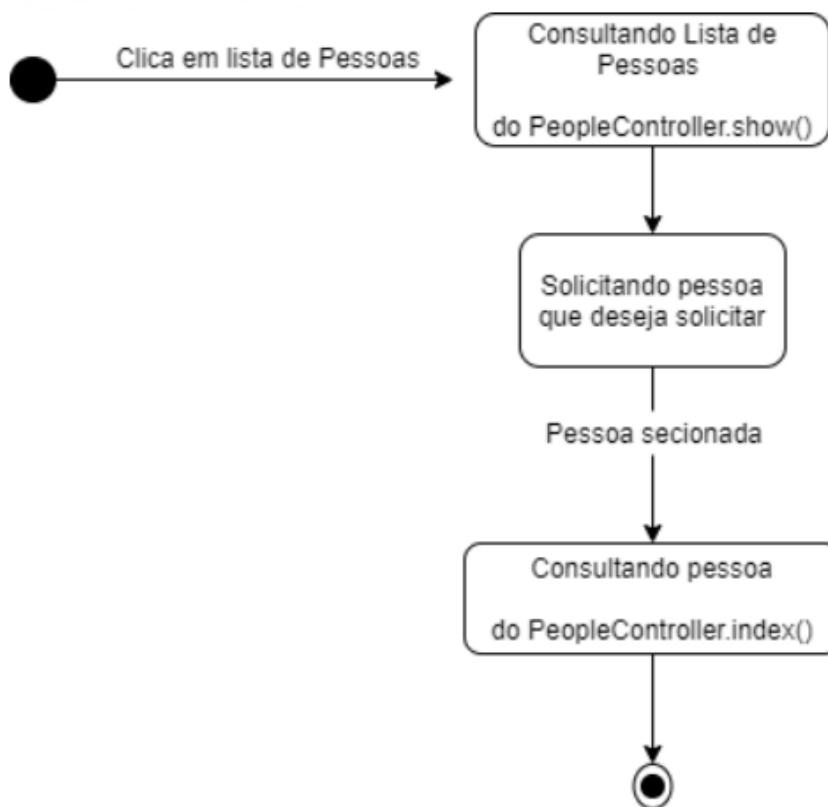 Clica em lista de Pessoas
Consultando Lista de
Pessoas
do PeopleController.show()
Solicitando pessoa
que deseja solicitar
Pessoa secionada
Consultando pessoa
do PeopleController.index()